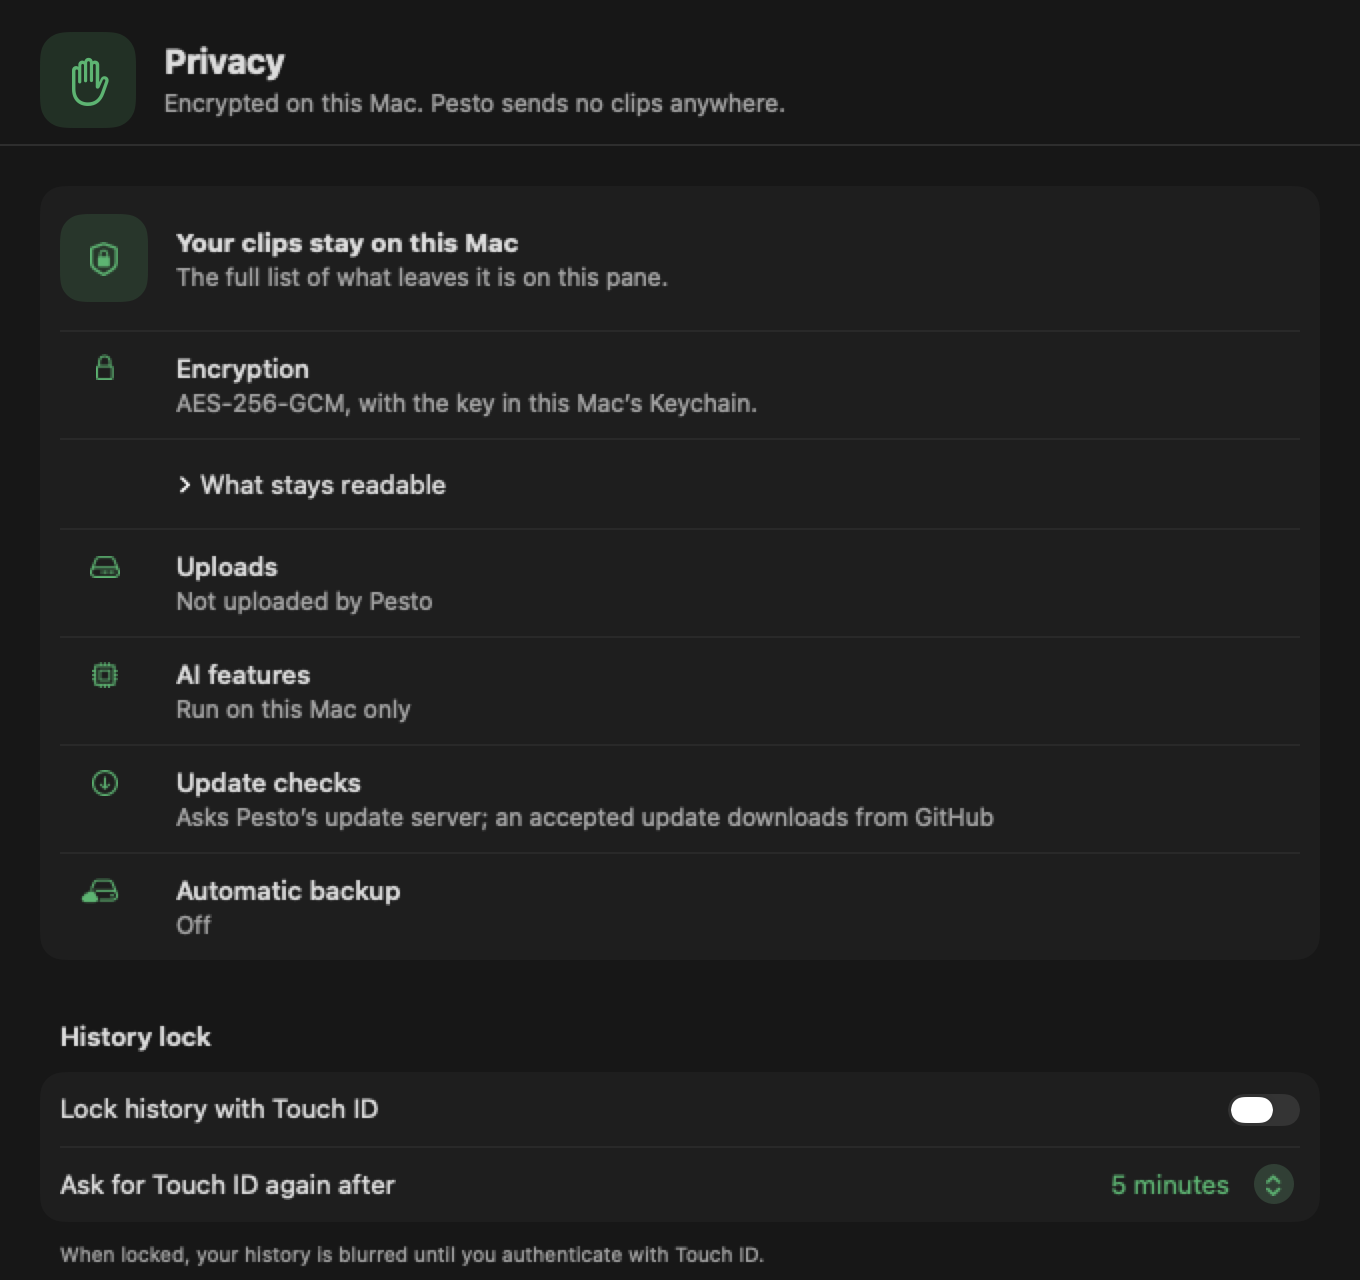 Privacy
Encrypted on this Mac. Pesto sends no clips anywhere.
Your clips stay on this Mac
The full list of what leaves it is on this pane.
Encryption
AES-256-GCM, with the key in this Mac’s Keychain.
What stays readable
Uploads
Not uploaded by Pesto
AI features
Run on this Mac only
Update checks
Asks Pesto’s update server; an accepted update downloads from GitHub
Automatic backup
Off
History lock
Lock history with Touch ID
Ask for Touch ID again after 5 minutes
When locked, your history is blurred until you authenticate with Touch ID.